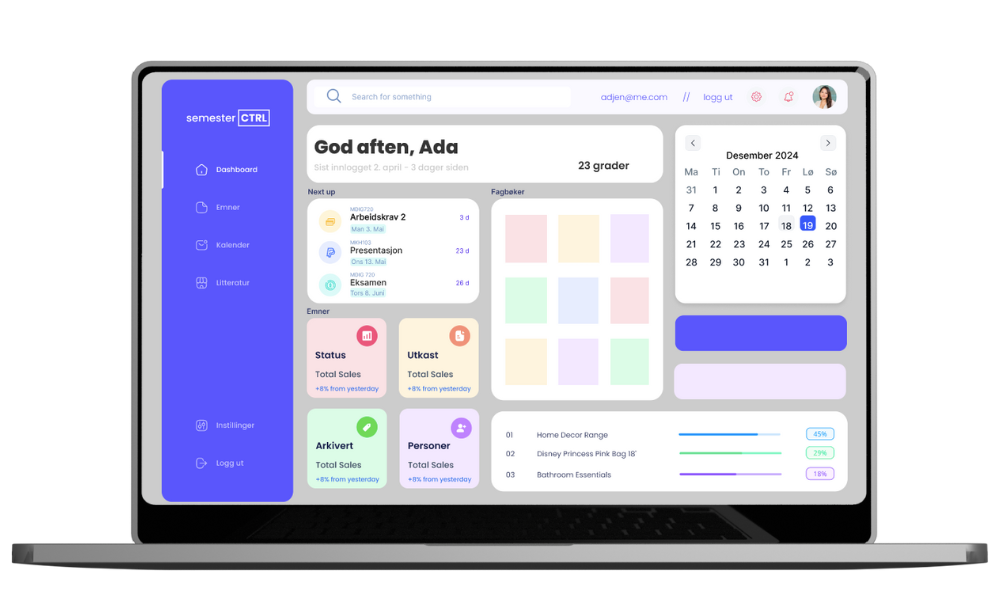 semester CTRL
Dashboard
Emner
Kalender
Litteratur
Instillinger
Logg ut
Search for something
adjen@me.com // logg ut
God aften, Ada
Sist innlogget 2. april - 3 dager siden
23 grader
Next up
MDIG720
Arbeidskrav 2 3 d
Man 3. Mai
MKH103
Presentasjon 23 d
Ons 13. Mai
MDIG 720
Eksamen 26 d
Tors 6. Juni
Fagbøker
Emner
Status
Total Sales
+8% from yesterday
Utkast
Total Sales
+8% from yesterday
Arkivert
Total Sales
+8% from yesterday
Personer
Total Sales
+8% from yesterday
Desember 2024
Ma Ti On To Fr Lø Sø
31 1 2 3 4 5 6
7 8 9 10 11 12 13
14 15 16 17 18 19 20
21 22 23 24 25 26 27
28 29 30 31 1 2 3
01 Home Decor Range 45%
02 Disney Princess Pink Bag 18' 29%
03 Bathroom Essentials 18%